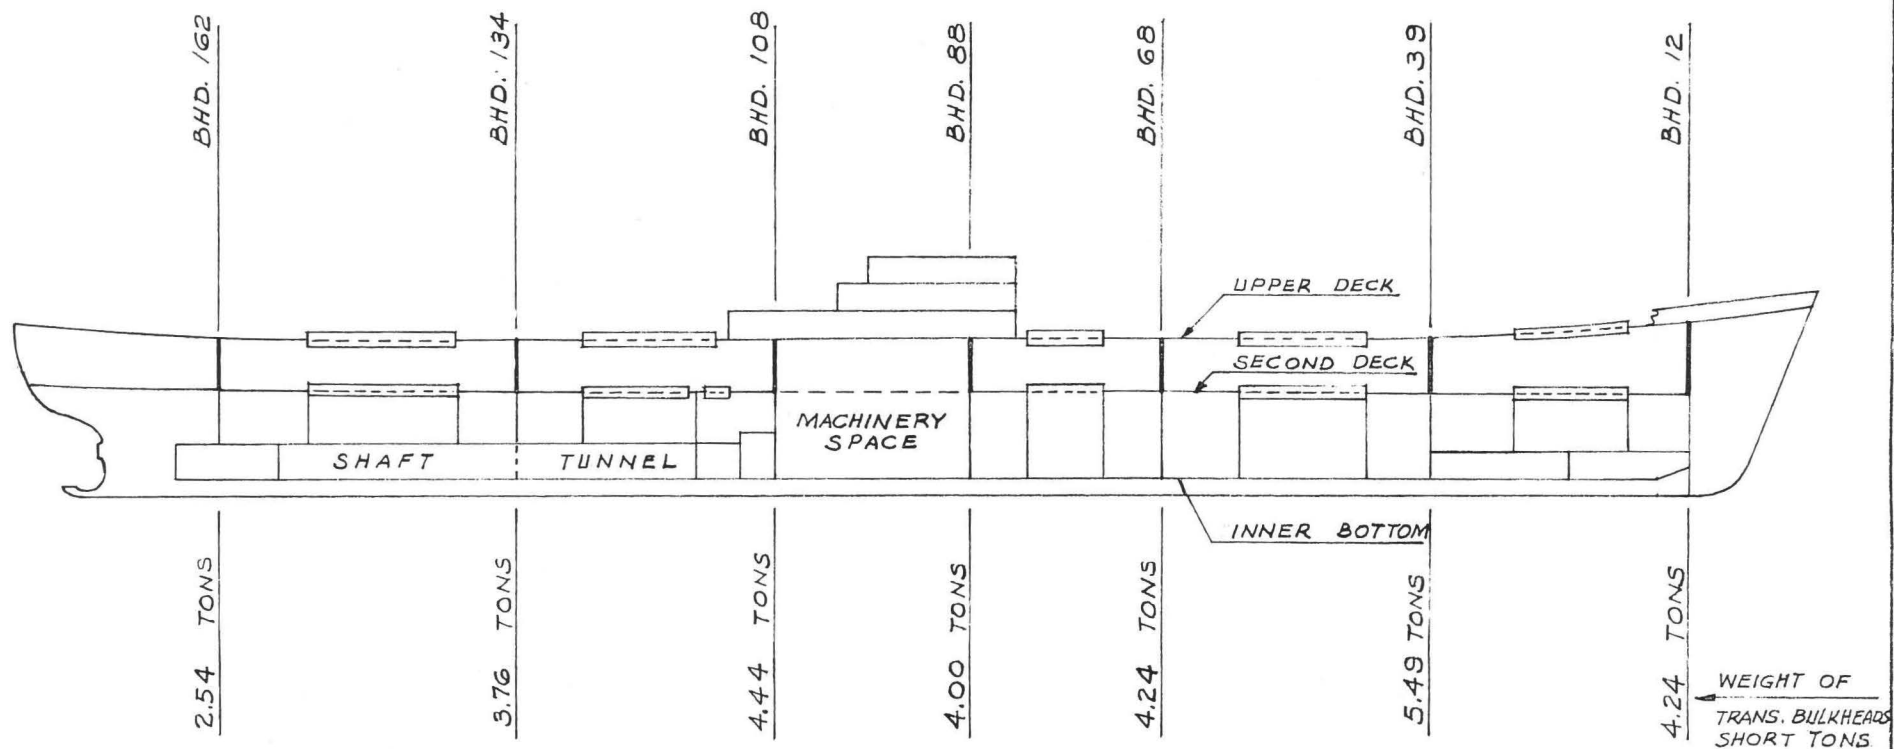 BHD. 162
BHD. 134
BHD. 108
BHD. 88
BHD. 68
BHD. 39
BHD. 12
UPPER DECK
SECOND DECK
MACHINERY
SPACE
SHAFT TUNNEL
INNER BOTTOM
2.54 TONS
3.76 TONS
4.44 TONS
4.00 TONS
4.24 TONS
5.49 TONS
4.24 TONS
WEIGHT OF
TRANS. BULKHEADS
SHORT TONS.